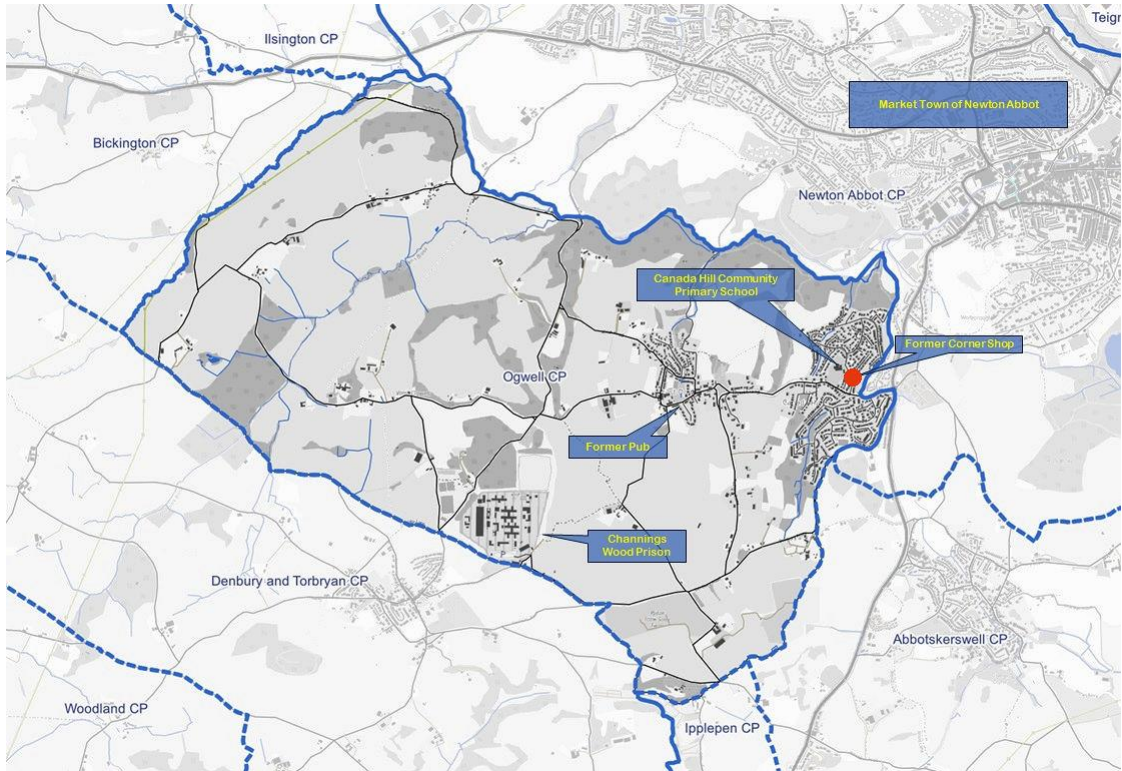 Ilsington CP
Teign
Market Town of Newton Abbot
Bickington CP
Newton Abbot CP
Canada Hill Community
Primary School
Former Corner Shop
Ogwell CP
Former Pub
Channings
Wood Prison
Denbury and Torbryan CP
Abbotskerswell CP
Woodland CP
Ipplepen CP